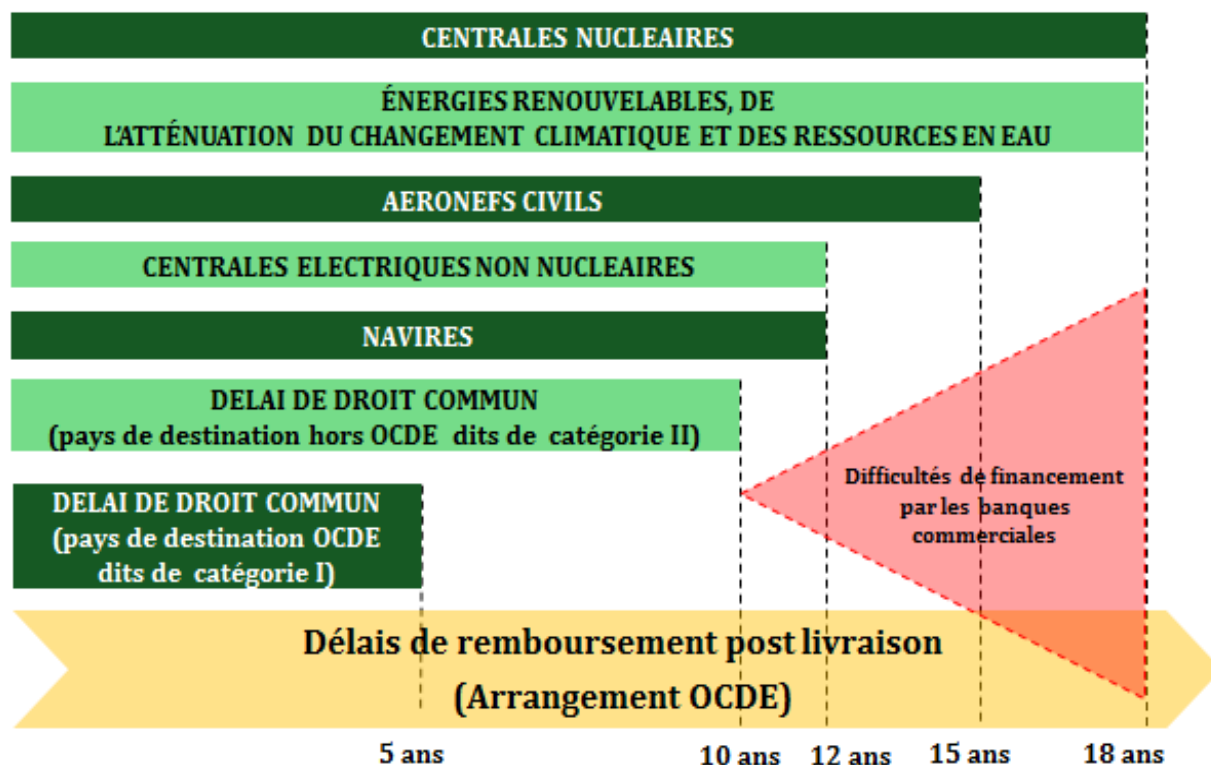 CENTRALES NUCLEAIRES
ÉNERGIES RENOUVELABLES, DE
L'ATTÉNUATION DU CHANGEMENT CLIMATIQUE ET DES RESSOURCES EN EAU
AERONEFS CIVILS
CENTRALES ELECTRIQUES NON NUCLEAIRES
NAVIRES
DELAI DE DROIT COMMUN
(pays de destination hors OCDE dits de catégorie II)
Difficultés de financement
par les banques
commerciales
DELAI DE DROIT COMMUN
(pays de destination OCDE
dits de catégorie I)
Délais de remboursement post livraison
(Arrangement OCDE)
5 ans
10 ans
12 ans
15 ans
18 ans